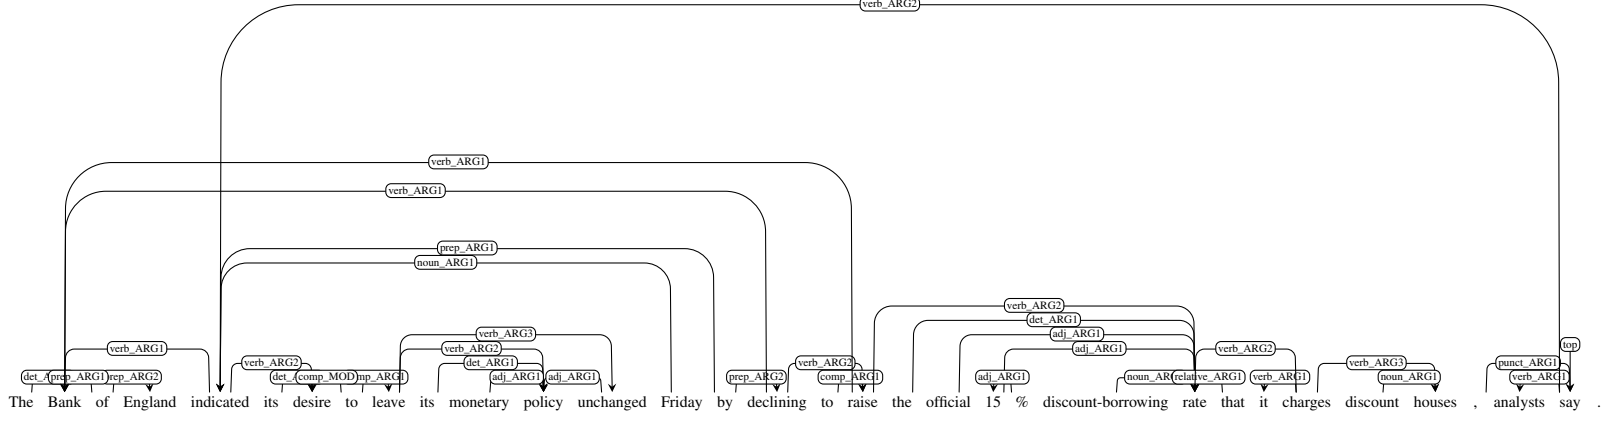 verb_ARG2
verb_ARG1
verb_ARG1
prep_ARG1
noun_ARG1
verb_ARG2
det_ARG1
verb_ARG3 adj_ARG1
top
verb_ARG1 verb_ARG2 adj_ARG1 verb_ARG2
verb_ARG2 det_ARG1 verb_ARG2 verb_ARG3 punct_ARG1
prep_ARG1 comp_MOD adj_ARG1 adj_ARG1 prep_ARG2 comp_ARG1 adj_ARG1 relative_ARG1 verb_ARG1 noun_ARG1 verb_ARG1
The Bank of England indicated its desire to leave its monetary policy unchanged Friday by declining to raise the official 15 % discount-borrowing rate that it charges discount houses , analysts say .